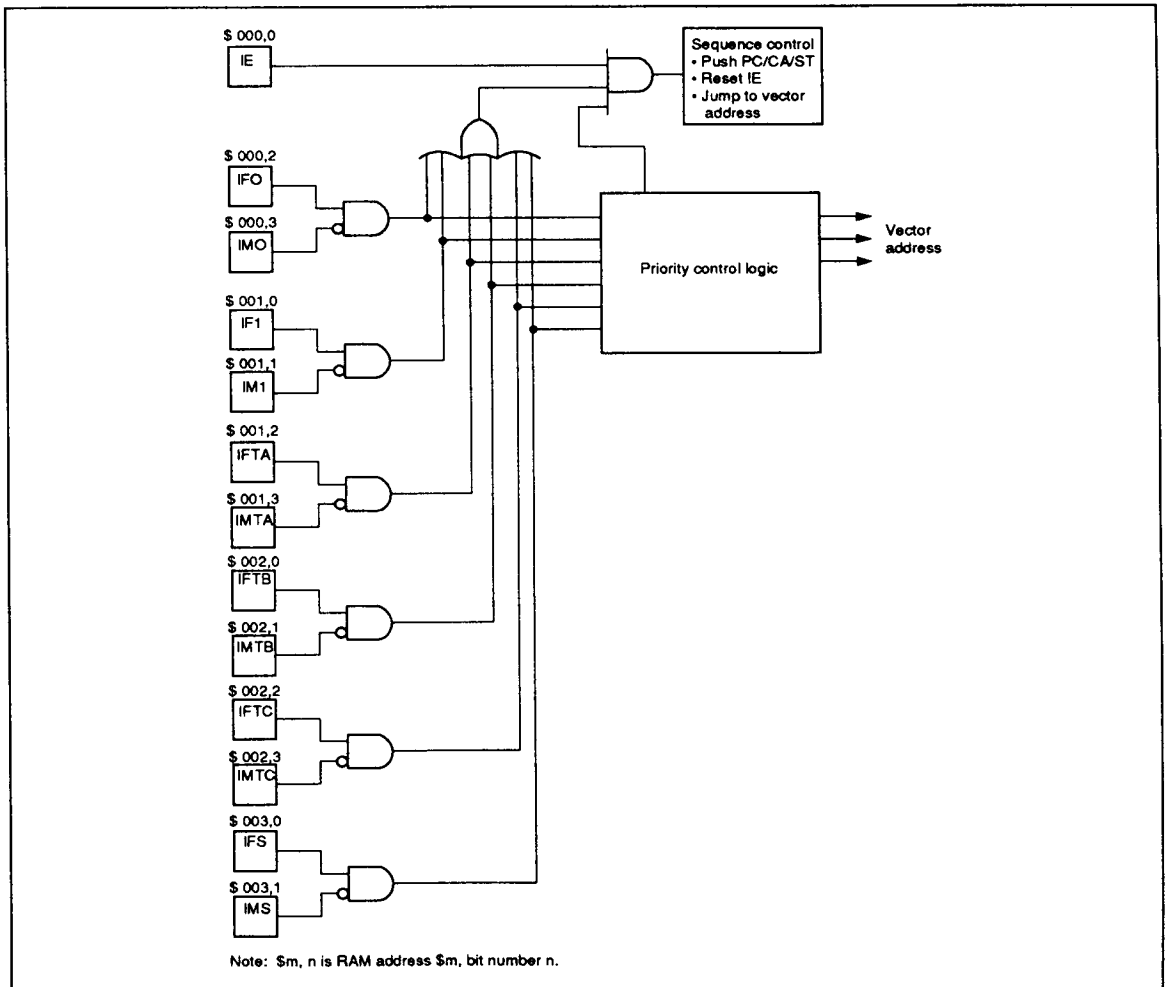 $ 000,0
IE
Sequence control
• Push PC/CA/ST
• Reset IE
• Jump to vector
address
$ 000,2
IFO
$ 000,3
IMO
Priority control logic
Vector
address
$ 001,0
IF1
$ 001,1
IM1
$ 001,2
IFTA
$ 001,3
IMTA
$ 002,0
IFTB
$ 002,1
IMTB
$ 002,2
IFTC
$ 002,3
IMTC
$ 003,0
IFS
$ 003,1
IMS
Note: $m, n is RAM address $m, bit number n.